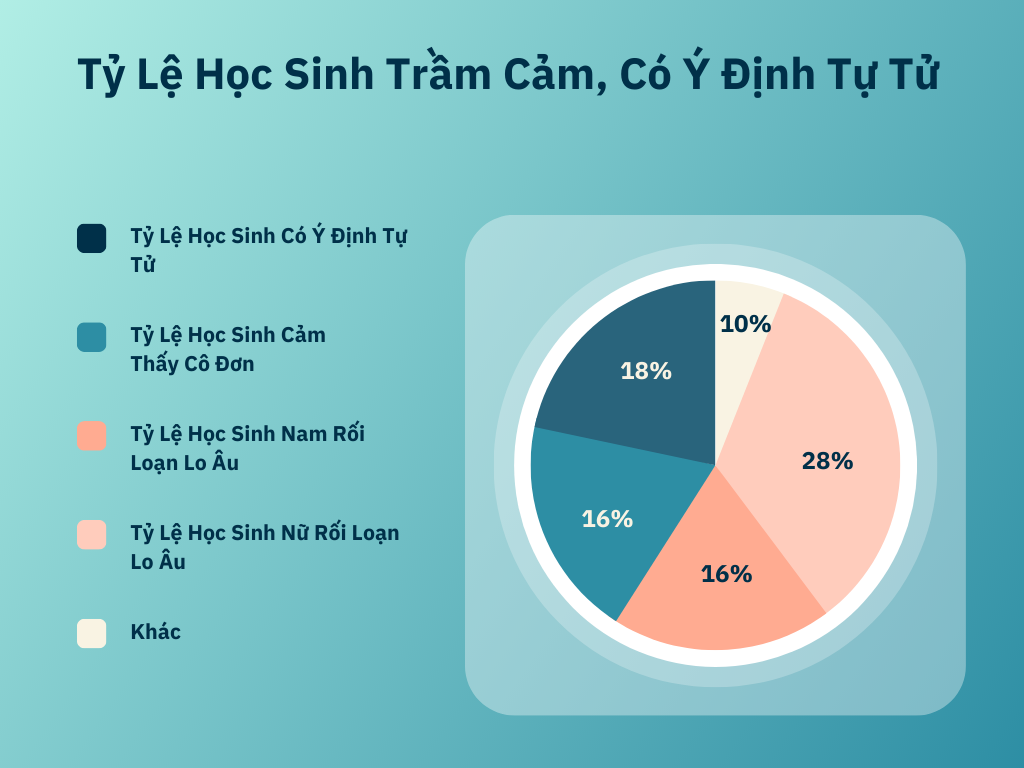 Tỷ Lệ Học Sinh Trầm Cảm, Có Ý Định Tự Tử
Tỷ Lệ Học Sinh Có Ý Định Tự
Tử
Tỷ Lệ Học Sinh Cảm
Thấy Cô Đơn
Tỷ Lệ Học Sinh Nam Rối
Loạn Lo Âu
Tỷ Lệ Học Sinh Nữ Rối Loạn
Lo Âu
Khác
10%
18%
28%
16%
16%